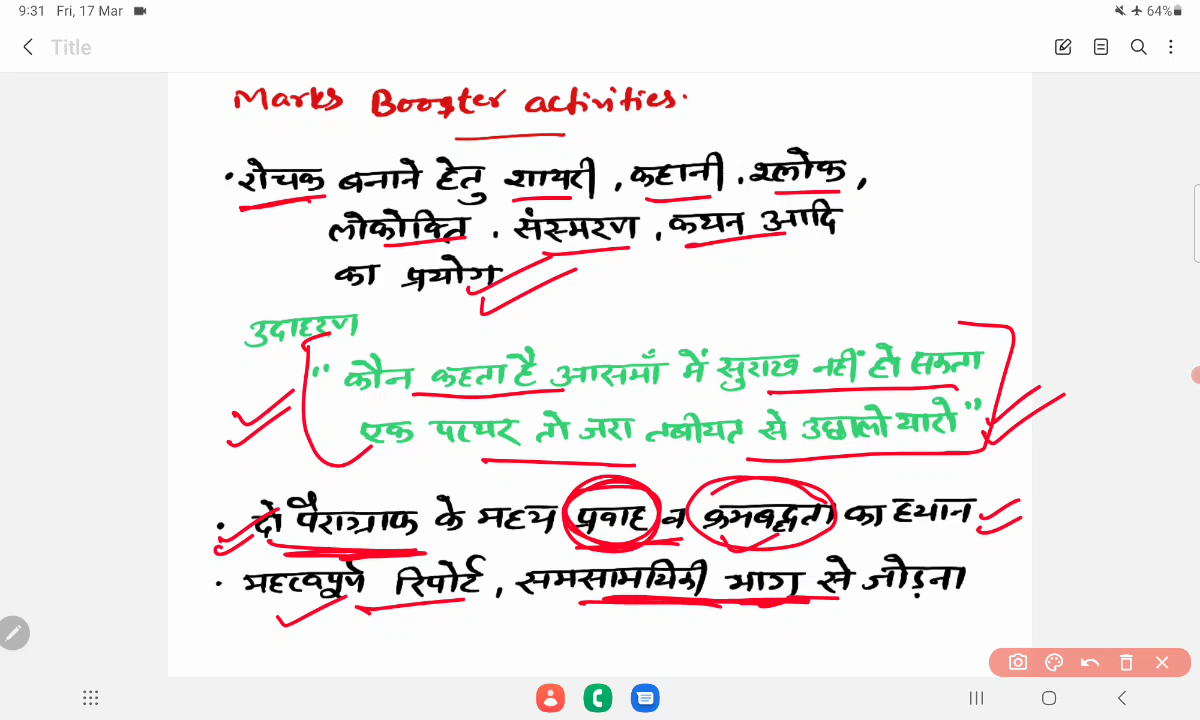 9:31 Fri, 17 Mar
64%
Title
Marks Booster activities.
• रोचक बनाने हेतु शायरी, कहानी, श्लोक,
लोकोक्ति, संस्मरण, कथन आदि
का प्रयोग
उदाहरण
"कौन कहता है आसमाँ में सुराख नहीं हो सकता
एक पत्थर तो जरा तबीयत से उछालो यारो"
• दो पैराग्राफ के मध्य प्रवाह व क्रमबद्धता का ध्यान
• महत्वपूर्ण रिपोर्ट, समसामयिकी भाग से जोड़ना